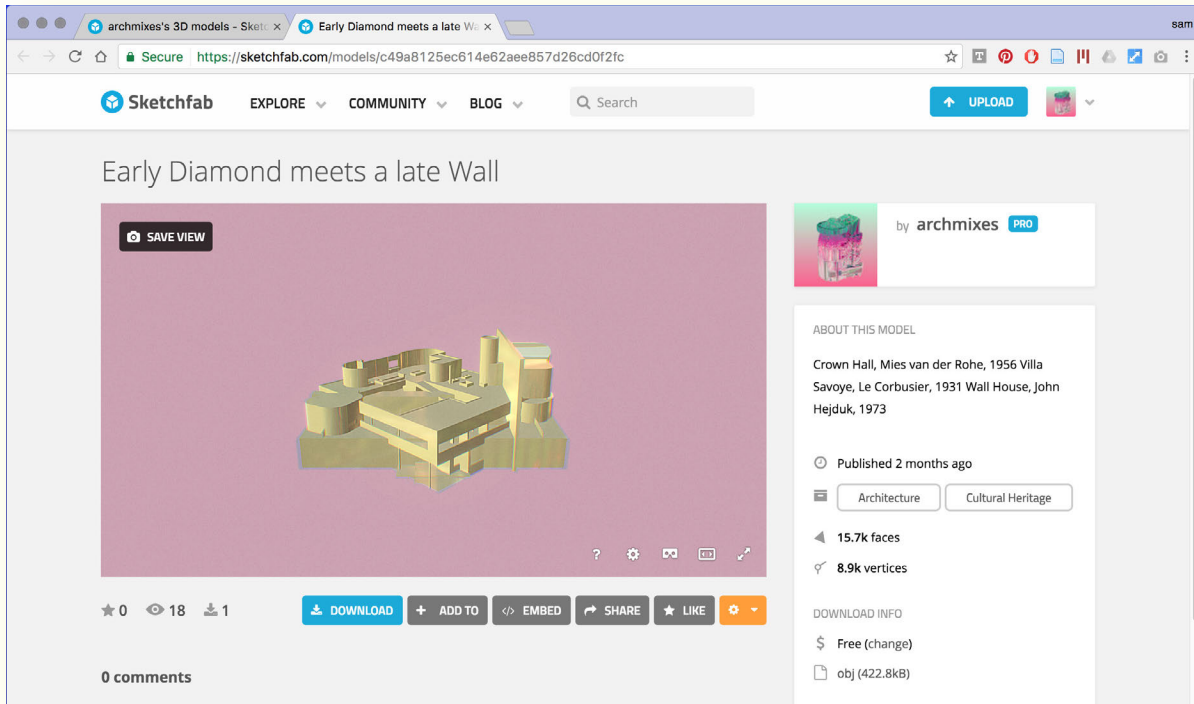 archmixes's 3D models - Sketc
Early Diamond meets a late Wa
sam
Secure https://sketchfab.com/models/c49a8125ec614e62aee857d26cd0f2fc
Sketchfab EXPLORE COMMUNITY BLOG Search UPLOAD
Early Diamond meets a late Wall
SAVE VIEW
by archmixes PRO
ABOUT THIS MODEL
Crown Hall, Mies van der Rohe, 1956 Villa
Savoye, Le Corbusier, 1931 Wall House, John
Hejduk, 1973
Published 2 months ago
Architecture Cultural Heritage
15.7k faces
8.9k vertices
?
0 18 1 DOWNLOAD + ADD TO </> EMBED SHARE LIKE
DOWNLOAD INFO
$ Free (change)
obj (422.8kB)
0 comments